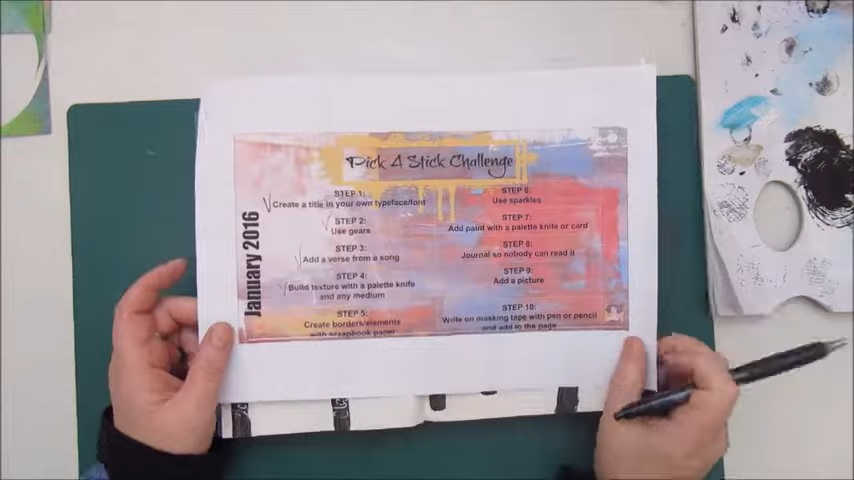 Pick A Stick Challenge
January 2016
STEP 1:
Create a title in your own typeface/font
STEP 2:
Use gears
STEP 3:
Add a verse from a song
STEP 4:
Build texture with a palette knife
and any medium
STEP 5:
Create borders/elements
with scrapbook paper
STEP 6:
Use sparkles
STEP 7:
Add paint with a palette knife or card
STEP 8:
Journal so nobody can read it
STEP 9:
Add a picture
STEP 10:
Write on masking tape with pen or pencil
and add to the page